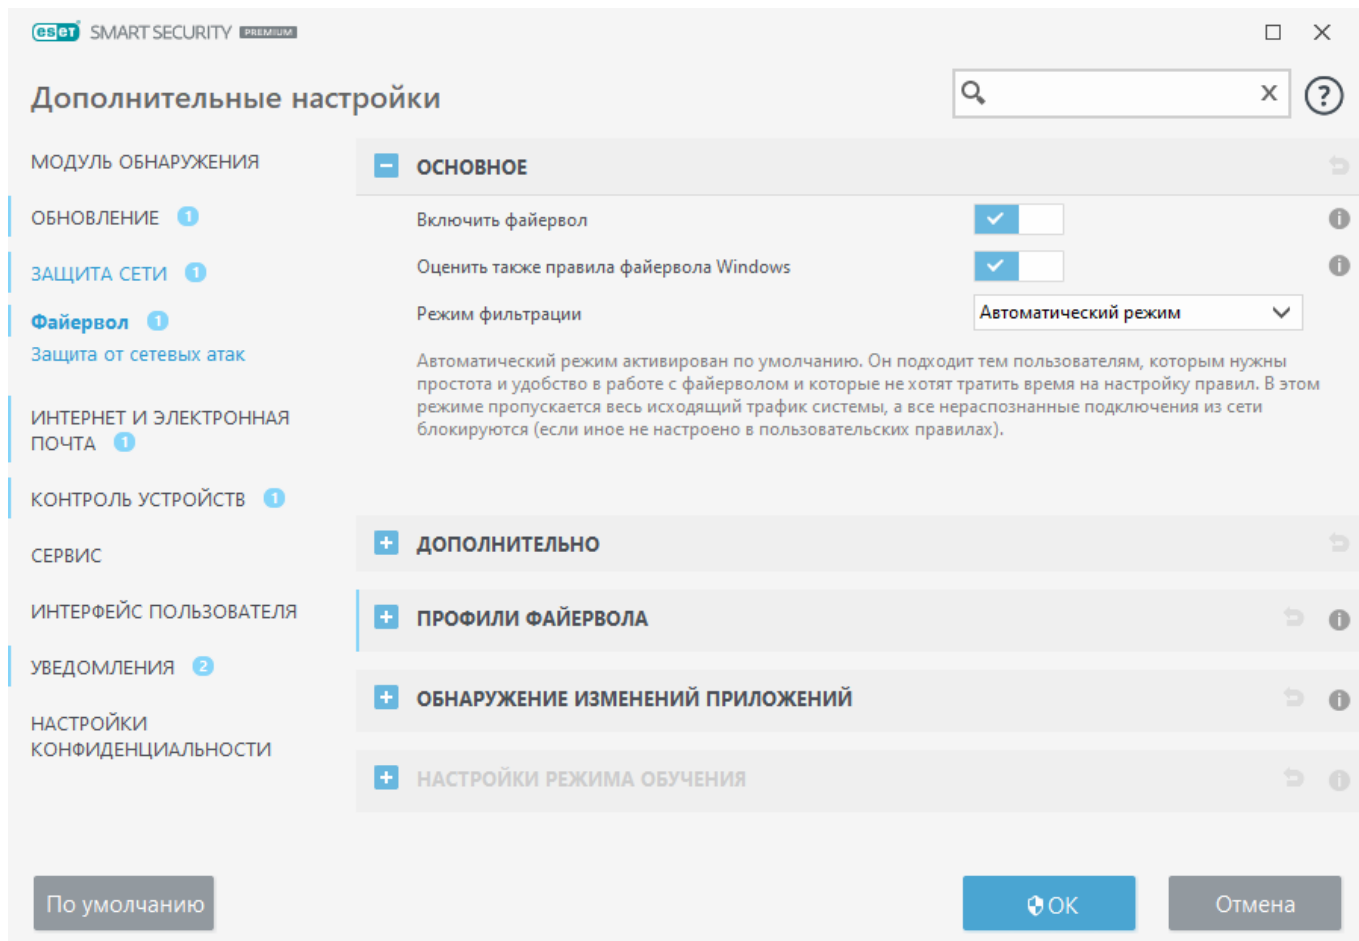 eset SMART SECURITY PREMIUM
Дополнительные настройки
x
?
МОДУЛЬ ОБНАРУЖЕНИЯ
ОБНОВЛЕНИЕ 1
ЗАЩИТА СЕТИ 1
Файервол 1
Защита от сетевых атак
ИНТЕРНЕТ И ЭЛЕКТРОННАЯ
ПОЧТА 1
КОНТРОЛЬ УСТРОЙСТВ 1
СЕРВИС
ИНТЕРФЕЙС ПОЛЬЗОВАТЕЛЯ
УВЕДОМЛЕНИЯ 2
НАСТРОЙКИ
КОНФИДЕНЦИАЛЬНОСТИ
ОСНОВНОЕ
Включить файервол
Оценить также правила файервола Windows
Режим фильтрации
Автоматический режим
Автоматический режим активирован по умолчанию. Он подходит тем пользователям, которым нужны
простота и удобство в работе с файерволом и которые не хотят тратить время на настройку правил. В этом
режиме пропускается весь исходящий трафик системы, а все нераспознанные подключения из сети
блокируются (если иное не настроено в пользовательских правилах).
ДОПОЛНИТЕЛЬНО
ПРОФИЛИ ФАЙЕРВОЛА
ОБНАРУЖЕНИЕ ИЗМЕНЕНИЙ ПРИЛОЖЕНИЙ
НАСТРОЙКИ РЕЖИМА ОБУЧЕНИЯ
По умолчанию
OK
Отмена